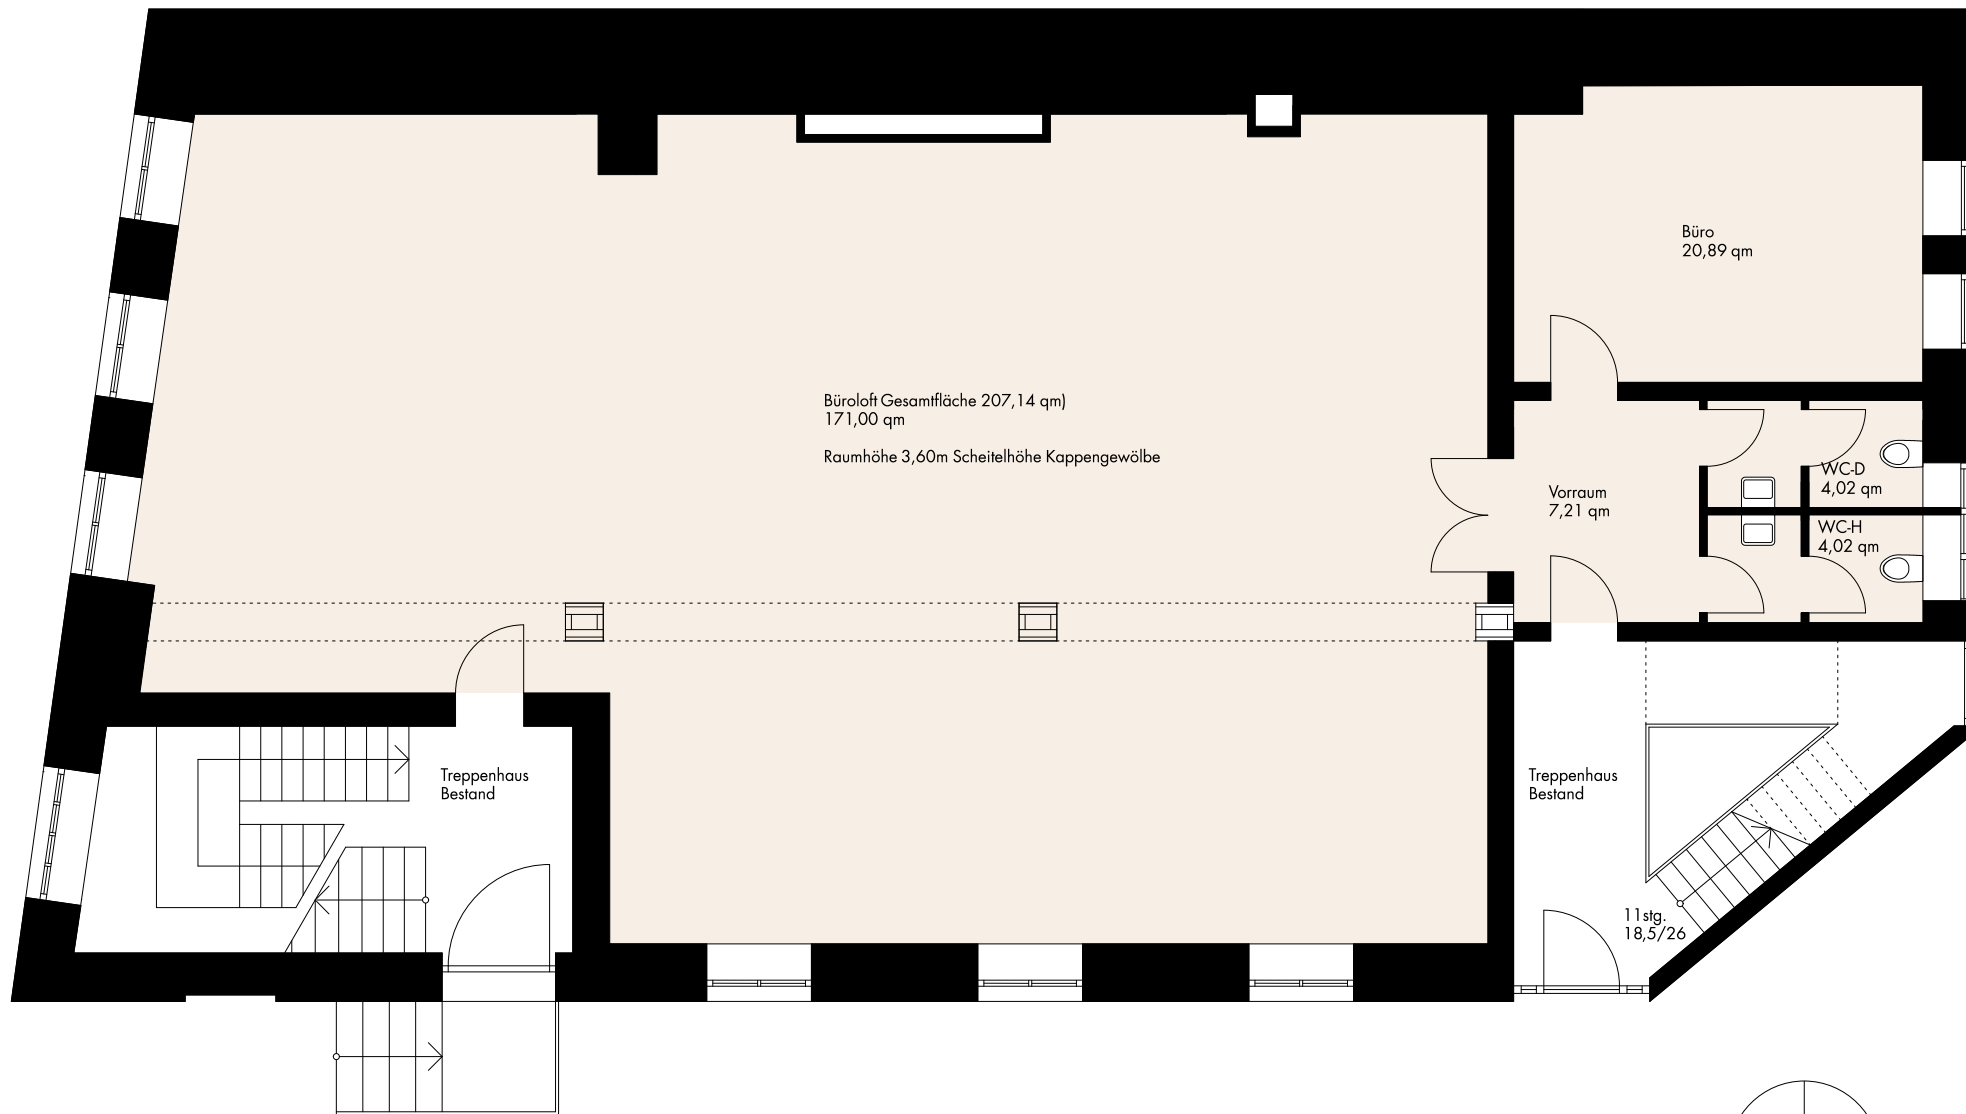 Büro
20,89 qm
Büroloft Gesamtfläche 207,14 qm)
171,00 qm
Raumhöhe 3,60m Scheitelhöhe Kappengewölbe
Vorraum
7,21 qm
WC-D
4,02 qm
WC-H
4,02 qm
Treppenhaus
Bestand
Treppenhaus
Bestand
11stg.
18,5/26